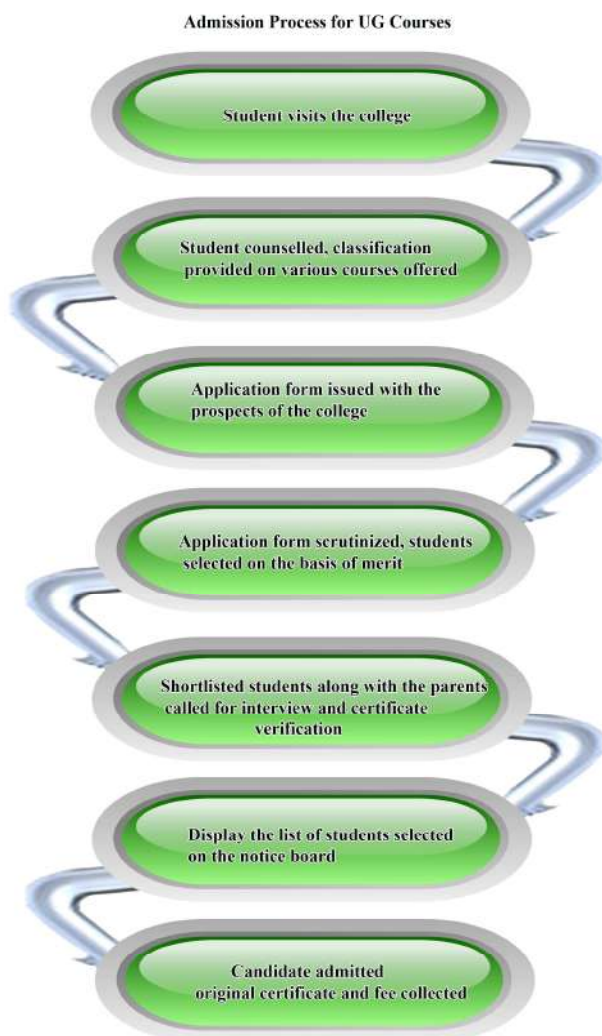 Admission Process for UG Courses
Student visits the college
Student counselled, classification
provided on various courses offered
Application form issued with the
prospects of the college
Application form scrutinized, students
selected on the basis of merit
Shortlisted students along with the parents
called for interview and certificate
verification
Display the list of students selected
on the notice board
Candidate admitted
original certificate and fee collected